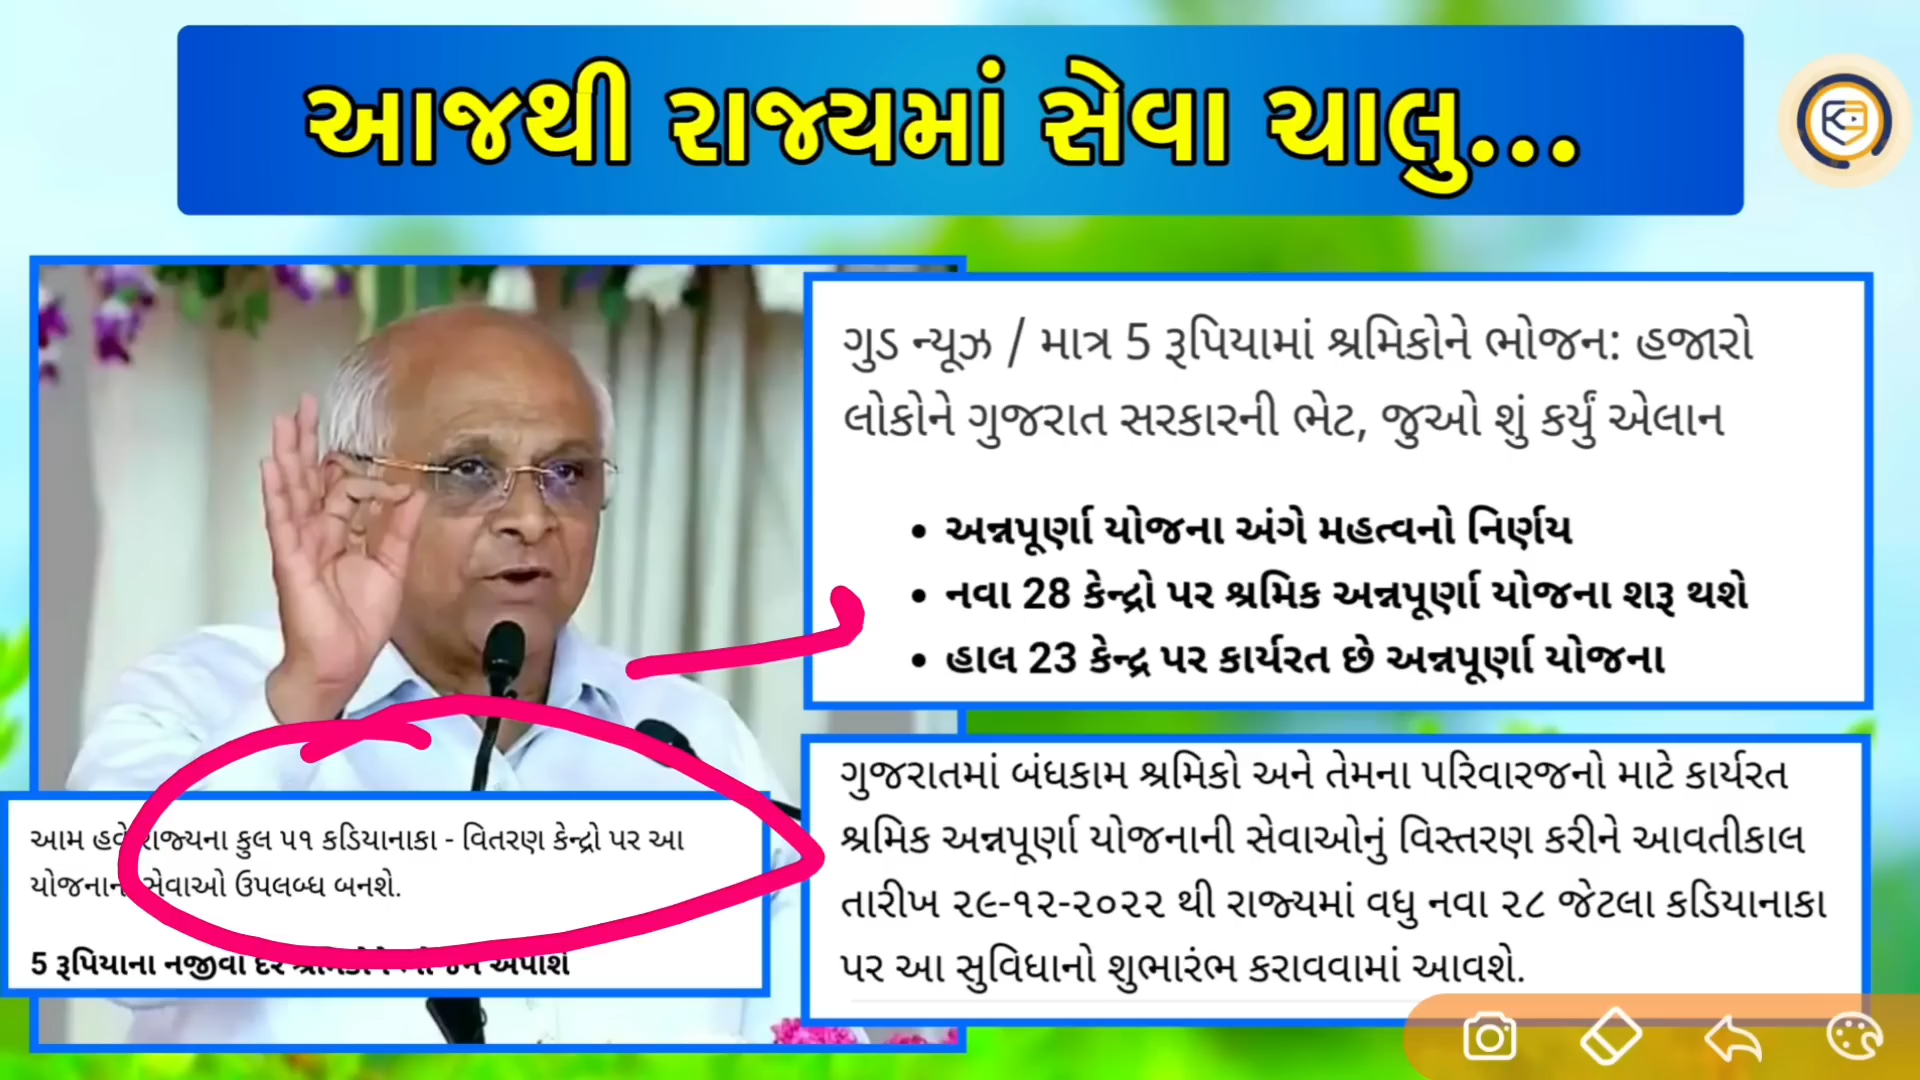 આજથી રાજ્યમાં સેવા ચાલુ...
ગુડ ન્યૂઝ / માત્ર 5 રૂપિયામાં શ્રમિકોને ભોજન: હજારો
લોકોને ગુજરાત સરકારની ભેટ, જુઓ શું કર્યું એલાન
• અન્નપૂર્ણા યોજના અંગે મહત્વનો નિર્ણય
• નવા 28 કેન્દ્રો પર શ્રમિક અન્નપૂર્ણા યોજના શરૂ થશે
• હાલ 23 કેન્દ્ર પર કાર્યરત છે અન્નપૂર્ણા યોજના
ગુજરાતમાં બંધકામ શ્રમિકો અને તેમના પરિવારજનો માટે કાર્યરત
શ્રમિક અન્નપૂર્ણા યોજનાની સેવાઓનું વિસ્તરણ કરીને આવતીકાલ
તારીખ ૨૯-૧૨-૨૦૨૨ થી રાજ્યમાં વધુ નવા ૨૮ જેટલા કડિયાનાકા
પર આ સુવિધાનો શુભારંભ કરાવવામાં આવશે.
આમ હવે રાજ્યના કુલ ૫૧ કડિયાનાકા - વિતરણ કેન્દ્રો પર આ
યોજનાની સેવાઓ ઉપલબ્ધ બનશે.
5 રૂપિયાના નજીવા દરે શ્રમિકોને ભોજન અપાશે